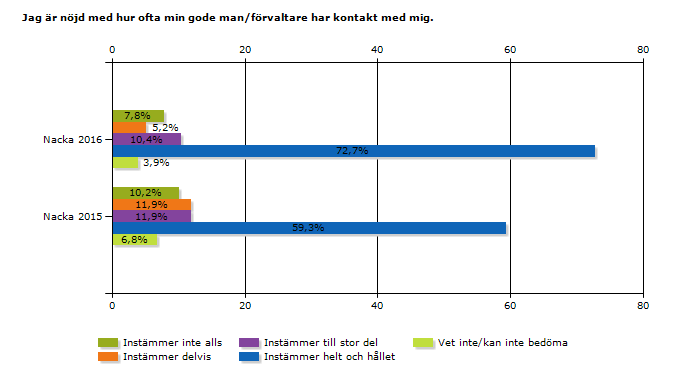 Jag är nöjd med hur ofta min gode man/förvaltare har kontakt med mig.
0 20 40 60 80
7,8%
5,2%
Nacka 2016 10,4%
72,7%
3,9%
10,2%
11,9%
Nacka 2015 11,9%
59,3%
6,8%
0 20 40 60 80
Instämmer inte alls Instämmer till stor del Vet inte/kan inte bedöma
Instämmer delvis Instämmer helt och hållet